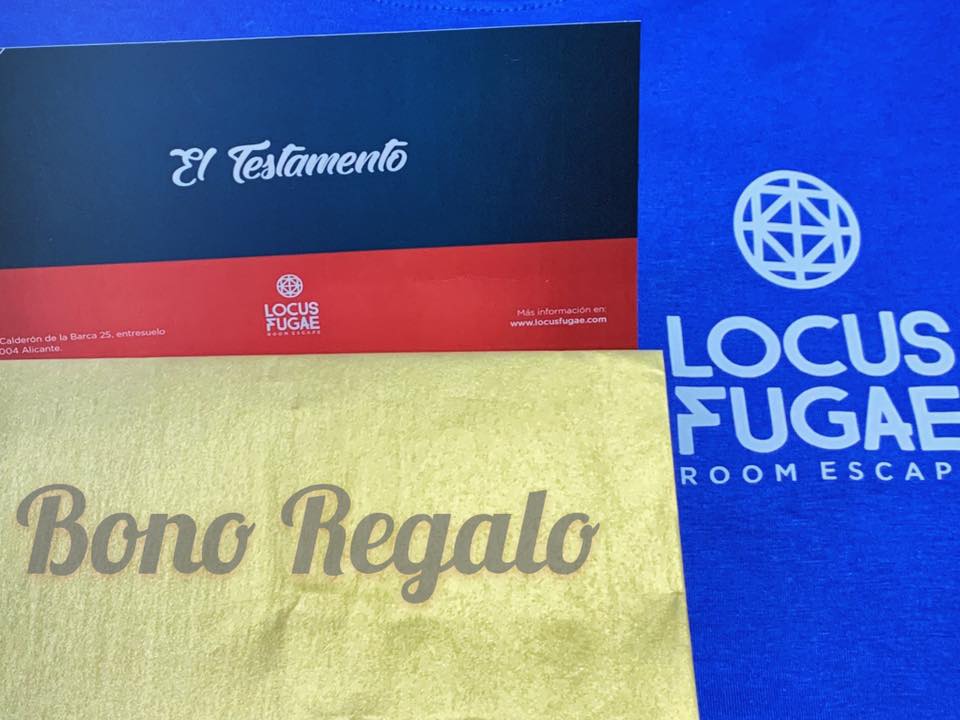 El Testamento
Calderón de la Barca 25, entresuelo
004 Alicante.
LOCUS
FUGAE
ROOM ESCAPE
Más información en:
www.locusfugae.com
Bono Regalo
LOCUS
FUGAE
ROOM ESCAP